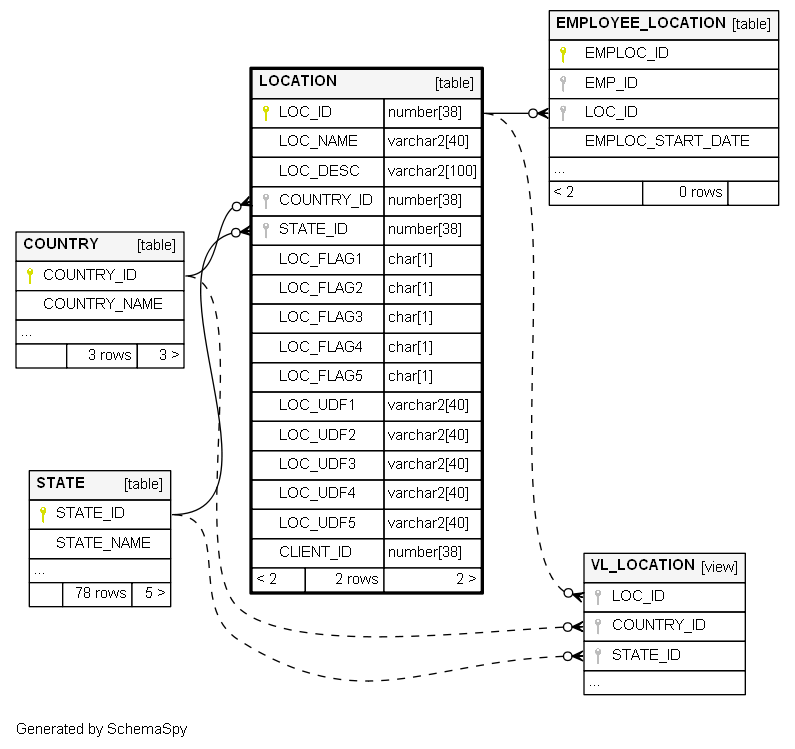 EMPLOYEE_LOCATION [table]
EMPLOC_ID
EMP_ID
LOC_ID
EMPLOC_START_DATE
...
< 2 0 rows
LOCATION [table]
LOC_ID number[38]
LOC_NAME varchar2[40]
LOC_DESC varchar2[100]
COUNTRY_ID number[38]
STATE_ID number[38]
LOC_FLAG1 char[1]
LOC_FLAG2 char[1]
LOC_FLAG3 char[1]
LOC_FLAG4 char[1]
LOC_FLAG5 char[1]
LOC_UDF1 varchar2[40]
LOC_UDF2 varchar2[40]
LOC_UDF3 varchar2[40]
LOC_UDF4 varchar2[40]
LOC_UDF5 varchar2[40]
CLIENT_ID number[38]
< 2 2 rows 2 >
COUNTRY [table]
COUNTRY_ID
COUNTRY_NAME
...
3 rows 3 >
STATE [table]
STATE_ID
STATE_NAME
...
78 rows 5 >
VL_LOCATION [view]
LOC_ID
COUNTRY_ID
STATE_ID
...
Generated by SchemaSpy